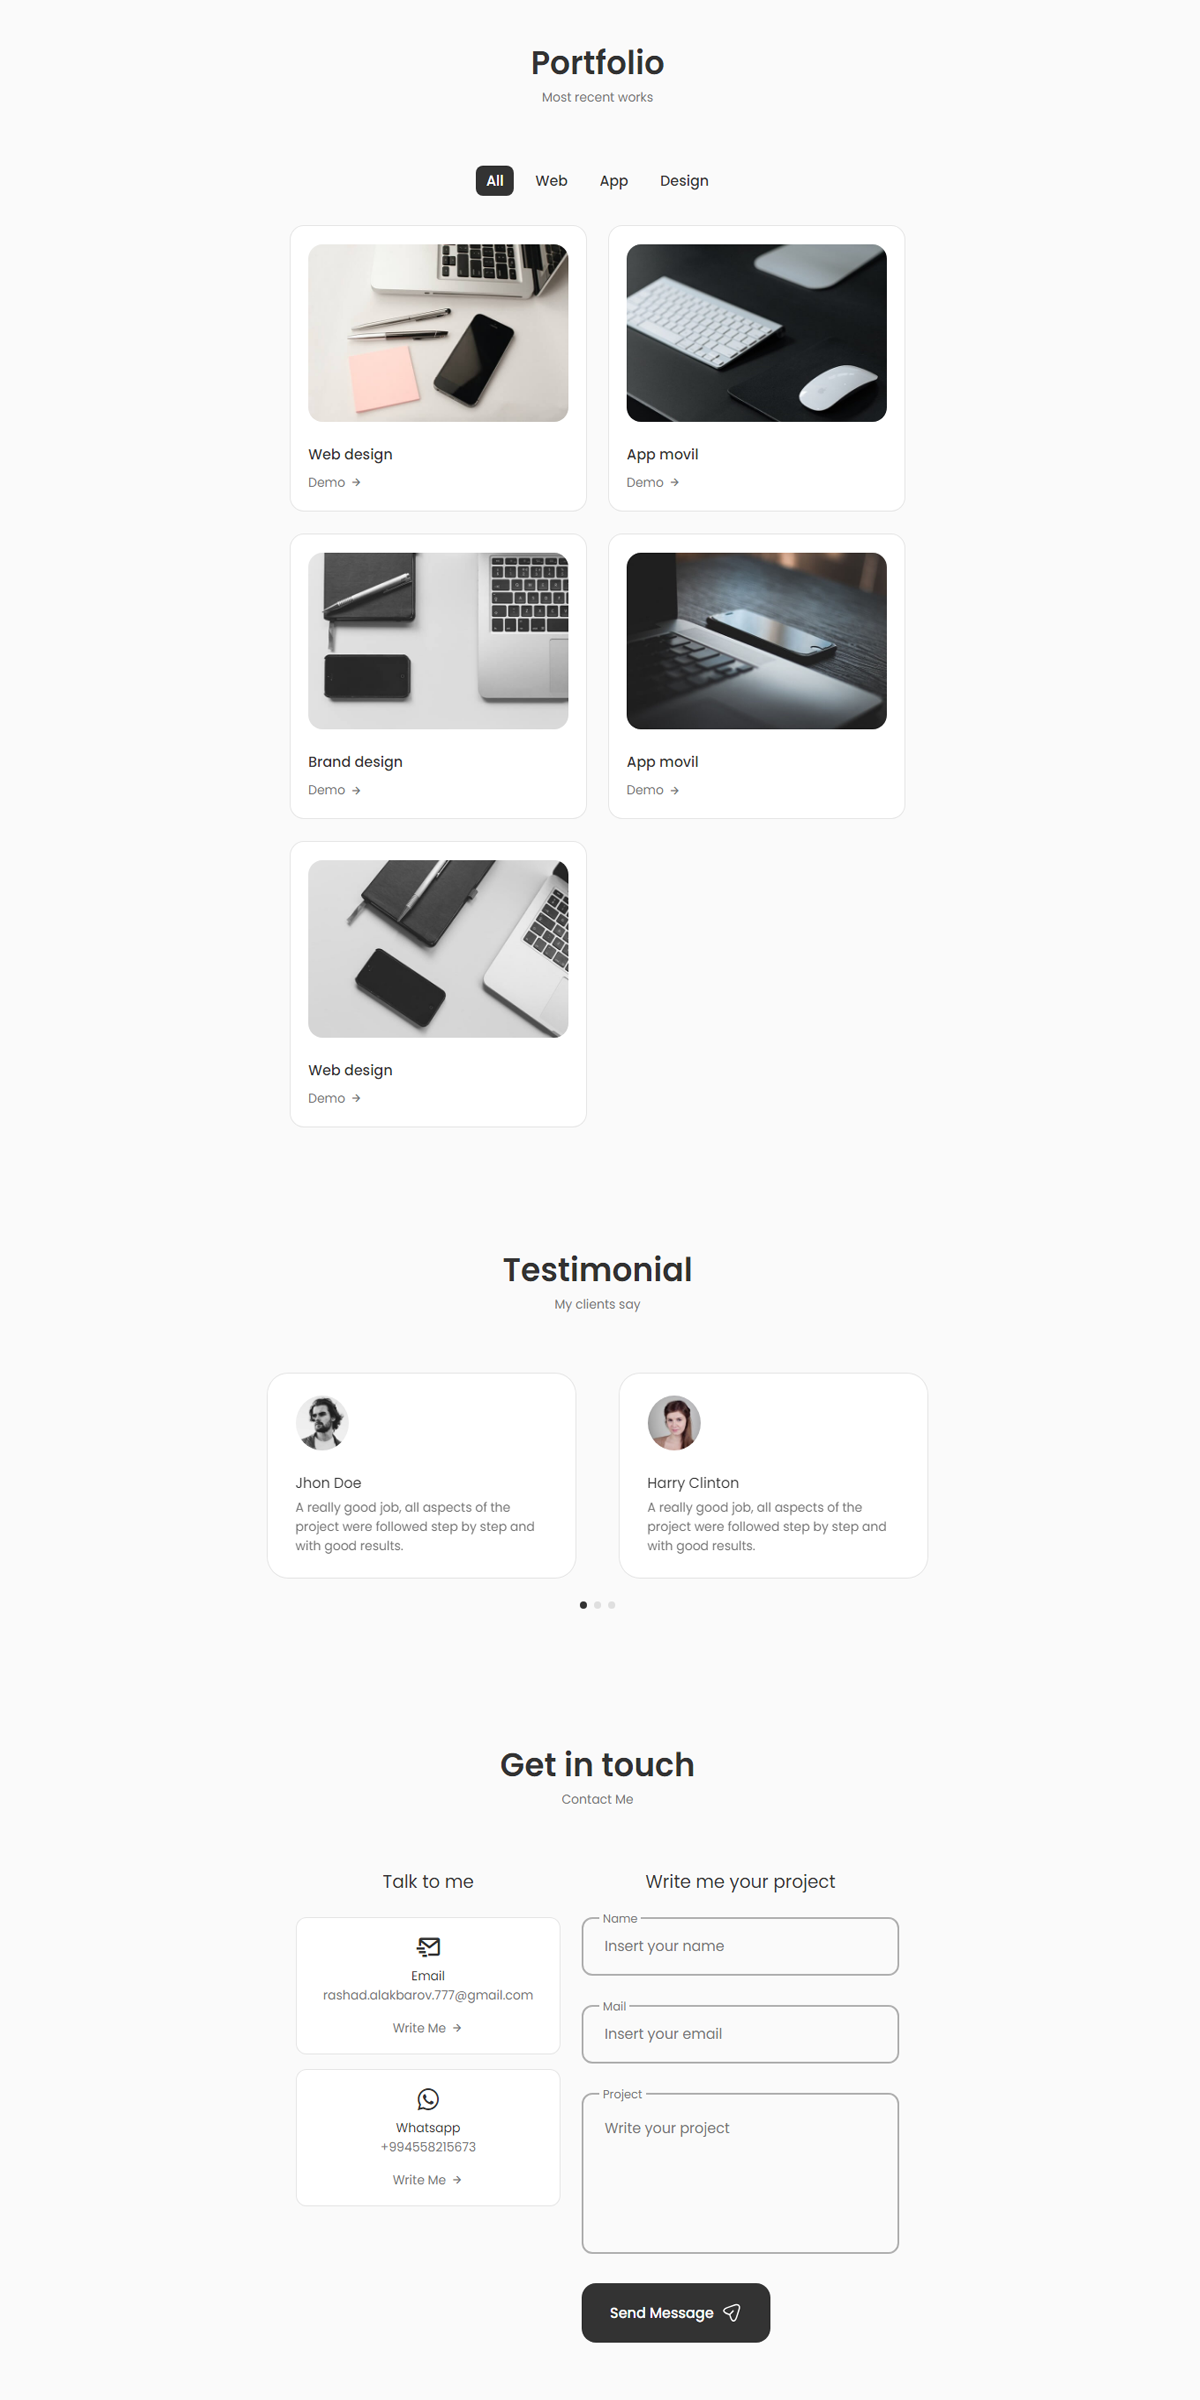 Portfolio
Most recent works
All
Web
App
Design
Web design
Demo
App movil
Demo
Brand design
Demo
App movil
Demo
Web design
Demo
Testimonial
My clients say
Jhon Doe
A really good job, all aspects of the
project were followed step by step and
with good results.
Harry Clinton
A really good job, all aspects of the
project were followed step by step and
with good results.
Get in touch
Contact Me
Talk to me
Email
rashad.alakbarov.777@gmail.com
Write Me
Whatsapp
+994558215673
Write Me
Write me your project
Name
Insert your name
Mail
Insert your email
Project
Write your project
Send Message